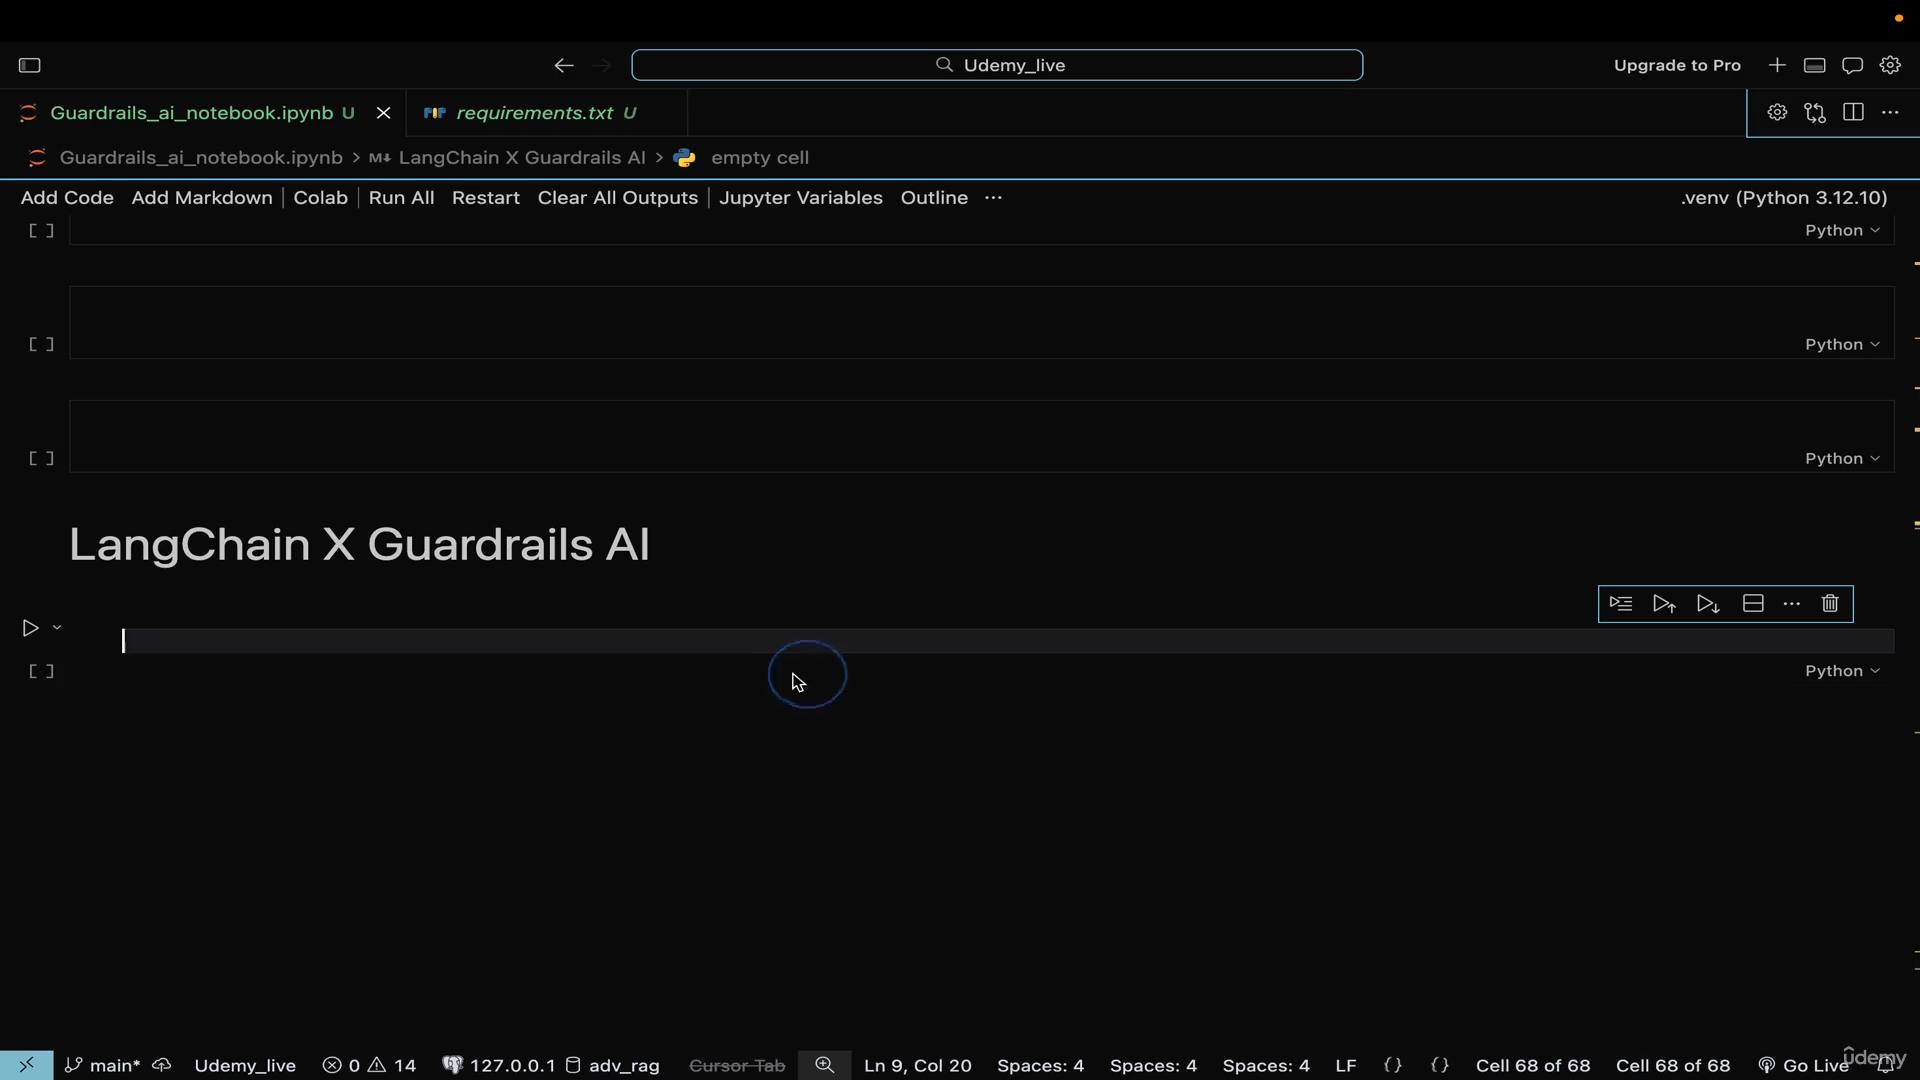 Udemy_live
Upgrade to Pro
Guardrails_ai_notebook.ipynb U
requirements.txt U
Guardrails_ai_notebook.ipynb > M↓ LangChain X Guardrails AI > empty cell
Add Code Add Markdown | Colab | Run All Restart Clear All Outputs | Jupyter Variables Outline ... .venv (Python 3.12.10)
[ ] Python
[ ] Python
[ ] Python
LangChain X Guardrails AI
[ ] Python
main* Udemy_live 0 14 127.0.0.1 adv_rag Cursor Tab Ln 9, Col 20 Spaces: 4 Spaces: 4 Spaces: 4 LF {} {} Cell 68 of 68 Cell 68 of 68 Go Live
udemy